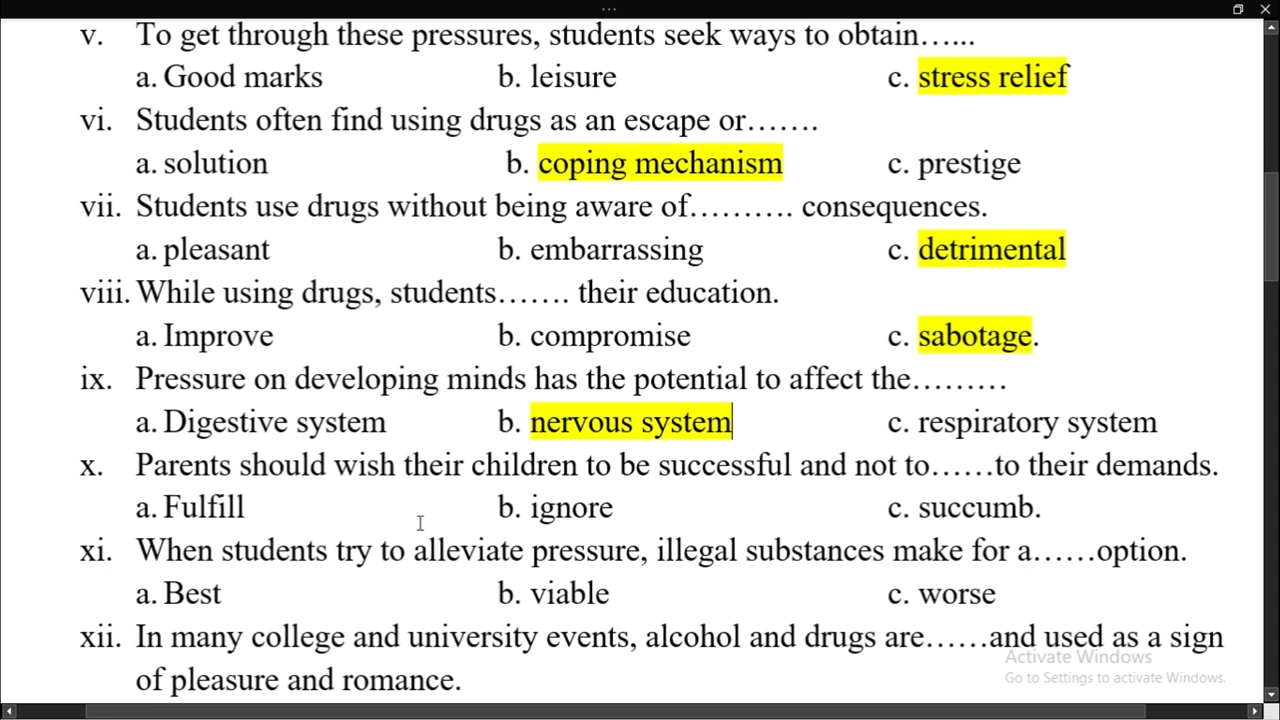 v. To get through these pressures, students seek ways to obtain…...
a. Good marks b. leisure c. stress relief
vi. Students often find using drugs as an escape or…….
a. solution b. coping mechanism c. prestige
vii. Students use drugs without being aware of………. consequences.
a. pleasant b. embarrassing c. detrimental
viii. While using drugs, students……. their education.
a. Improve b. compromise c. sabotage.
ix. Pressure on developing minds has the potential to affect the………
a. Digestive system b. nervous system c. respiratory system
x. Parents should wish their children to be successful and not to……to their demands.
a. Fulfill b. ignore c. succumb.
xi. When students try to alleviate pressure, illegal substances make for a……option.
a. Best b. viable c. worse
xii. In many college and university events, alcohol and drugs are……and used as a sign
Activate Windows
Go to Settings to activate Windows.
of pleasure and romance.